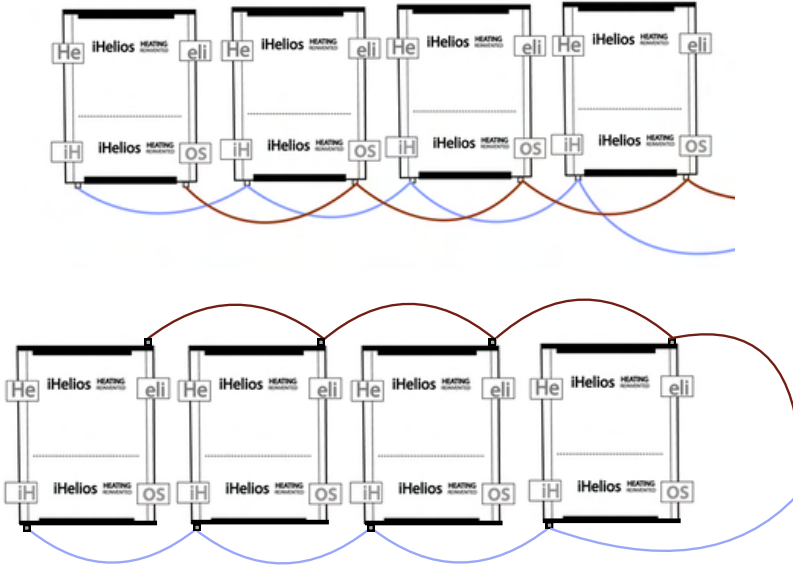 He iHelios HEATING REINVENTED eli He iHelios HEATING REINVENTED eli He iHelios HEATING REINVENTED eli He iHelios HEATING REINVENTED eli
iH iHelios HEATING REINVENTED os iH iHelios HEATING REINVENTED os iH iHelios HEATING REINVENTED os iH iHelios HEATING REINVENTED os
He iHelios HEATING REINVENTED eli He iHelios HEATING REINVENTED eli He iHelios HEATING REINVENTED eli He iHelios HEATING REINVENTED eli
iH iHelios HEATING REINVENTED os iH iHelios HEATING REINVENTED os iH iHelios HEATING REINVENTED os iH iHelios HEATING REINVENTED os